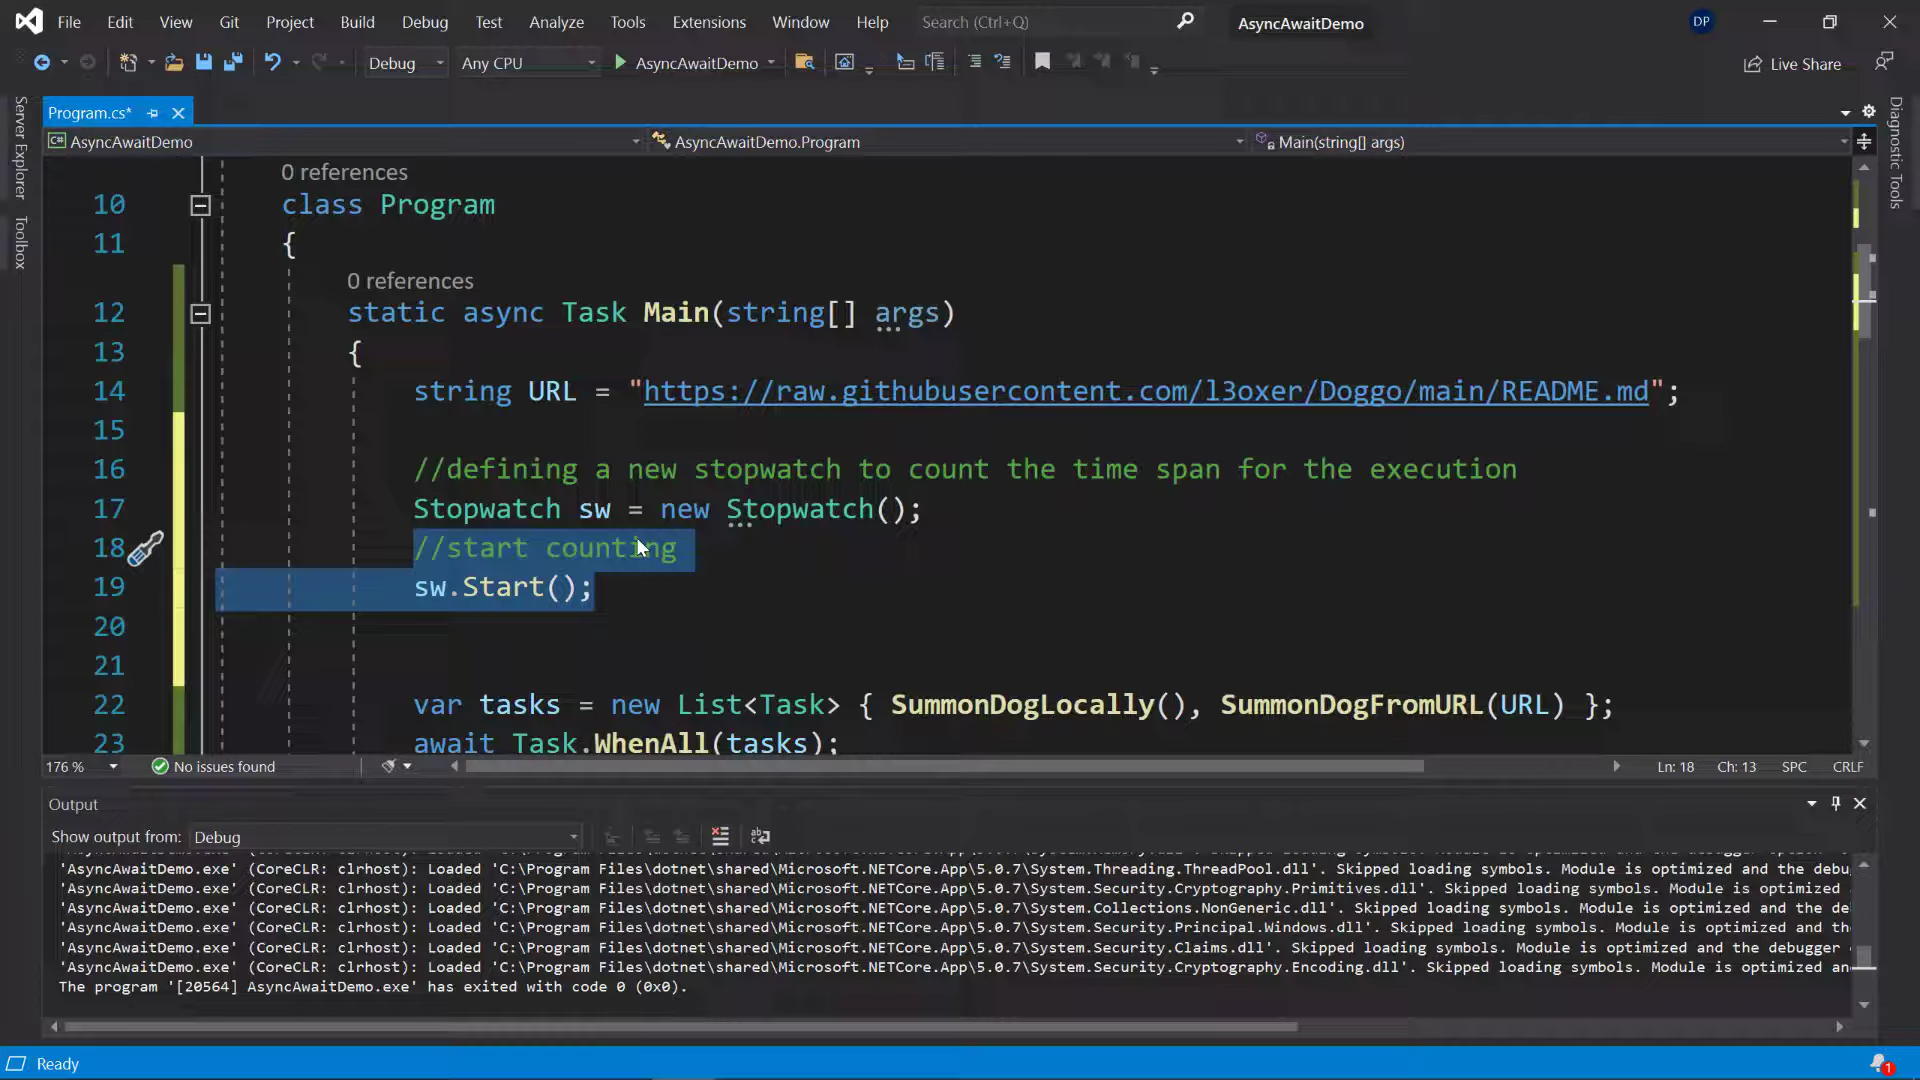 File Edit View Git Project Build Debug Test Analyze Tools Extensions Window Help Search (Ctrl+Q) AsyncAwaitDemo DP
Debug Any CPU AsyncAwaitDemo Live Share
Server Explorer
Toolbox
Diagnostic Tools
Program.cs*
C# AsyncAwaitDemo AsyncAwaitDemo.Program Main(string[] args)
0 references
10 class Program
11 {
0 references
12 static async Task Main(string[] args)
13 {
14 string URL = "https://raw.githubusercontent.com/l3oxer/Doggo/main/README.md";
15
16 //defining a new stopwatch to count the time span for the execution
17 Stopwatch sw = new Stopwatch();
18 //start counting
19 sw.Start();
20
21
22 var tasks = new List<Task> { SummonDogLocally(), SummonDogFromURL(URL) };
23 await Task.WhenAll(tasks);
176 % No issues found Ln: 18 Ch: 13 SPC CRLF
Output
Show output from: Debug
'AsyncAwaitDemo.exe' (CoreCLR: clrhost): Loaded 'C:\Program Files\dotnet\shared\Microsoft.NETCore.App\5.0.7\System.Threading.ThreadPool.dll'. Skipped loading symbols. Module is optimized and the debu
'AsyncAwaitDemo.exe' (CoreCLR: clrhost): Loaded 'C:\Program Files\dotnet\shared\Microsoft.NETCore.App\5.0.7\System.Security.Cryptography.Primitives.dll'. Skipped loading symbols. Module is optimized
'AsyncAwaitDemo.exe' (CoreCLR: clrhost): Loaded 'C:\Program Files\dotnet\shared\Microsoft.NETCore.App\5.0.7\System.Collections.NonGeneric.dll'. Skipped loading symbols. Module is optimized and the de
'AsyncAwaitDemo.exe' (CoreCLR: clrhost): Loaded 'C:\Program Files\dotnet\shared\Microsoft.NETCore.App\5.0.7\System.Security.Principal.Windows.dll'. Skipped loading symbols. Module is optimized and th
'AsyncAwaitDemo.exe' (CoreCLR: clrhost): Loaded 'C:\Program Files\dotnet\shared\Microsoft.NETCore.App\5.0.7\System.Security.Claims.dll'. Skipped loading symbols. Module is optimized and the debugger
'AsyncAwaitDemo.exe' (CoreCLR: clrhost): Loaded 'C:\Program Files\dotnet\shared\Microsoft.NETCore.App\5.0.7\System.Security.Cryptography.Encoding.dll'. Skipped loading symbols. Module is optimized an
The program '[20564] AsyncAwaitDemo.exe' has exited with code 0 (0x0).
Ready 1